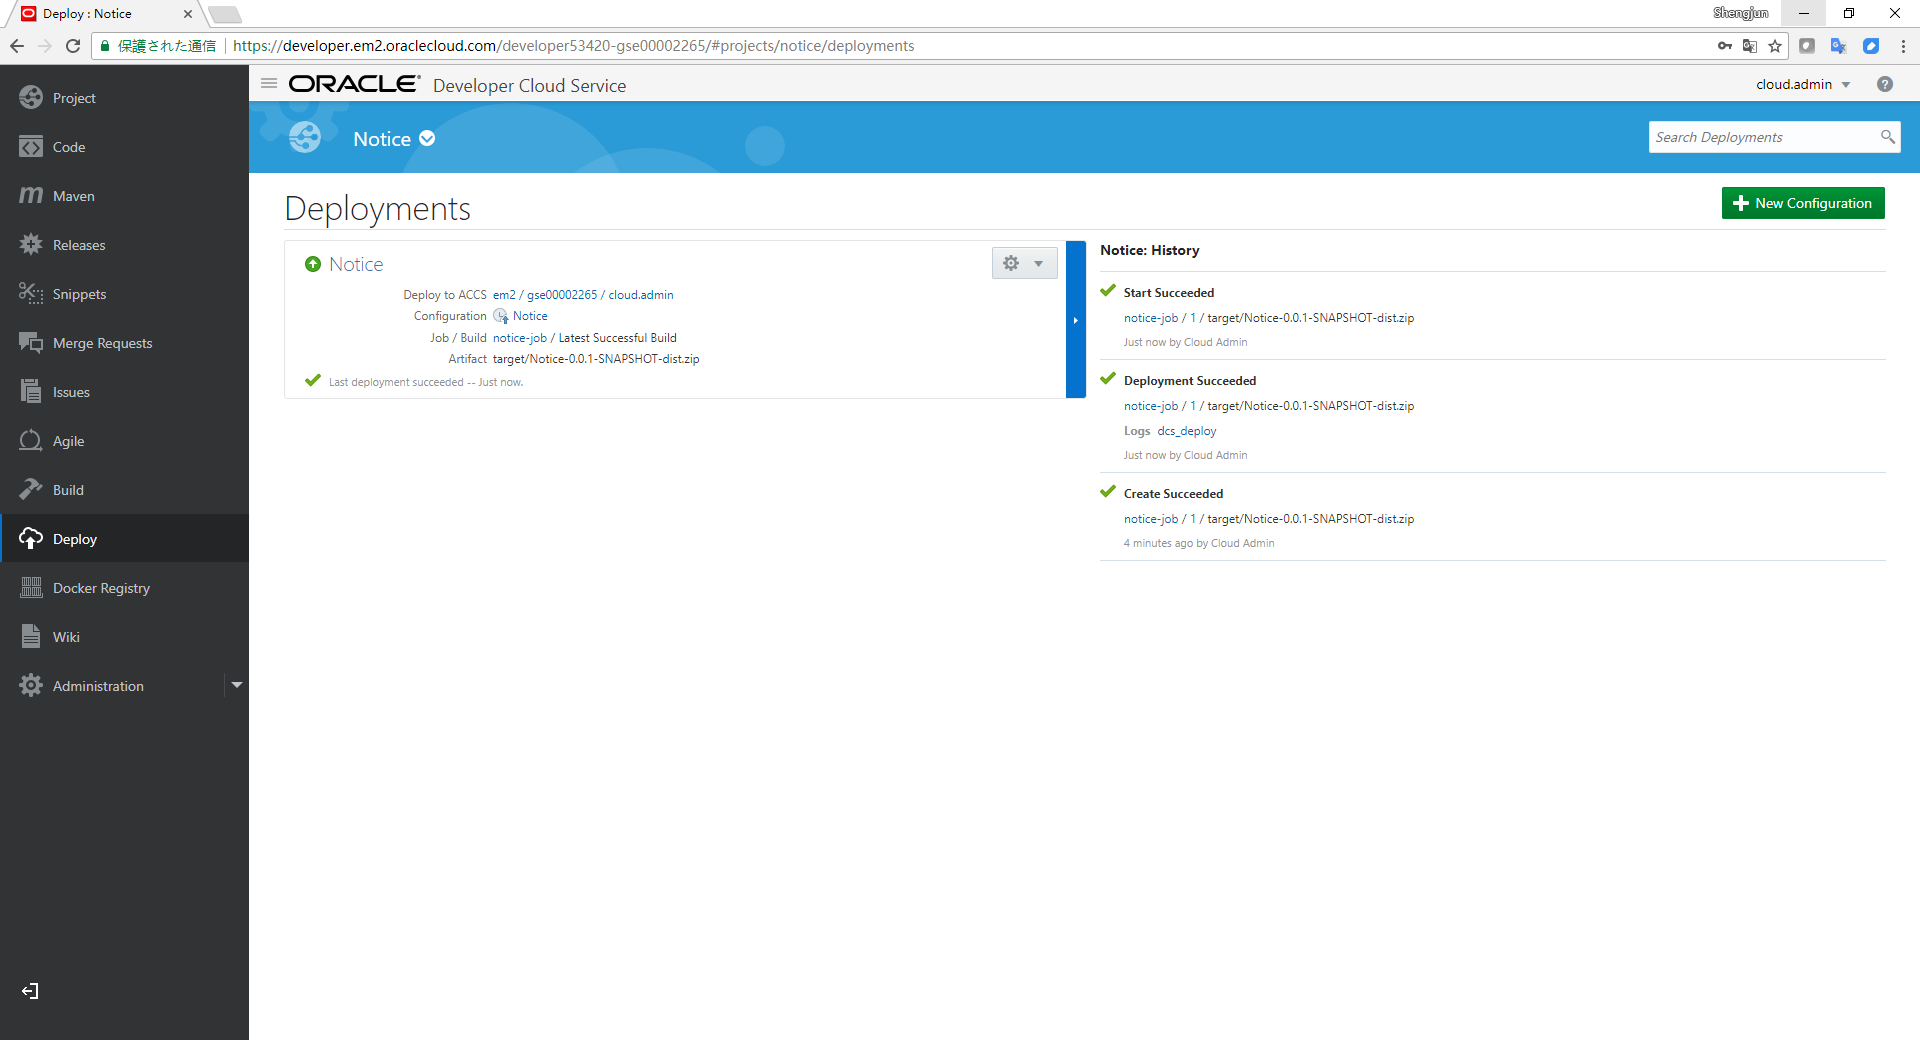 Deploy : Notice
Shengjun
保護された通信
https://developer.em2.oraclecloud.com/developer53420-gse00002265/#projects/notice/deployments
Project
Code
Maven
Releases
Snippets
Merge Requests
Issues
Agile
Build
Deploy
Docker Registry
Wiki
Administration
ORACLE® Developer Cloud Service
cloud.admin
Notice
Search Deployments
Deployments
New Configuration
Notice
Deploy to ACCS em2 / gse00002265 / cloud.admin
Configuration Notice
Job / Build notice-job / Latest Successful Build
Artifact target/Notice-0.0.1-SNAPSHOT-dist.zip
Last deployment succeeded -- Just now.
Notice: History
Start Succeeded
notice-job / 1 / target/Notice-0.0.1-SNAPSHOT-dist.zip
Just now by Cloud Admin
Deployment Succeeded
notice-job / 1 / target/Notice-0.0.1-SNAPSHOT-dist.zip
Logs dcs_deploy
Just now by Cloud Admin
Create Succeeded
notice-job / 1 / target/Notice-0.0.1-SNAPSHOT-dist.zip
4 minutes ago by Cloud Admin